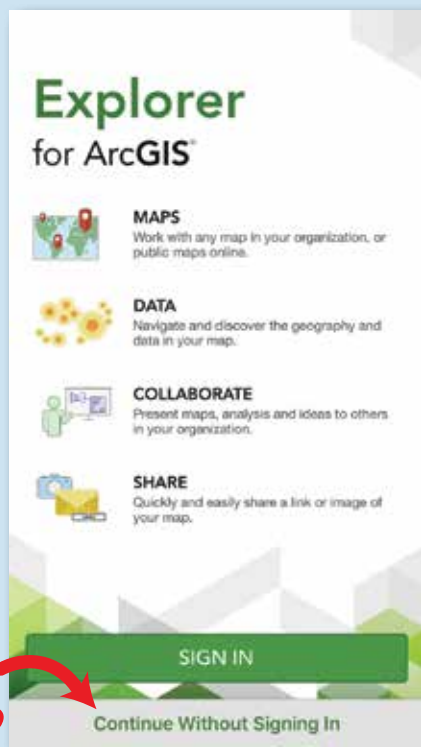 Explorer
for ArcGIS®
MAPS
Work with any map in your organization, or
public maps online.
DATA
Navigate and discover the geography and
data in your map.
COLLABORATE
Present maps, analysis and ideas to others
in your organization.
SHARE
Quickly and easily share a link or image of
your map.
SIGN IN
Continue Without Signing In